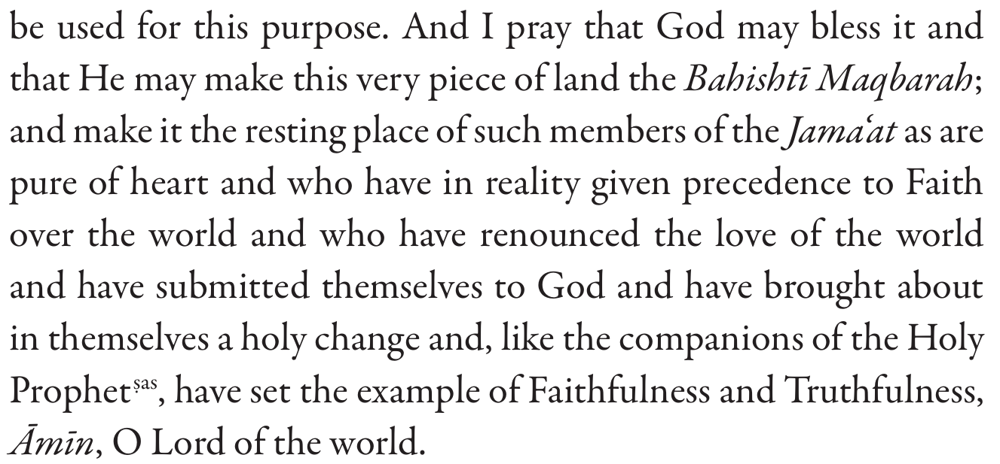 be used for this purpose. And I pray that God may bless it and
that He may make this very piece of land the Bahishtī Maqbarah;
and make it the resting place of such members of the Jama‘at as are
pure of heart and who have in reality given precedence to Faith
over the world and who have renounced the love of the world
and have submitted themselves to God and have brought about
in themselves a holy change and, like the companions of the Holy
Prophetṣas, have set the example of Faithfulness and Truthfulness,
Āmīn, O Lord of the world.